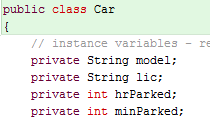 public class Car
{
// instance variables - re
private String model;
private String lic;
private int hrParked;
private int minParked;